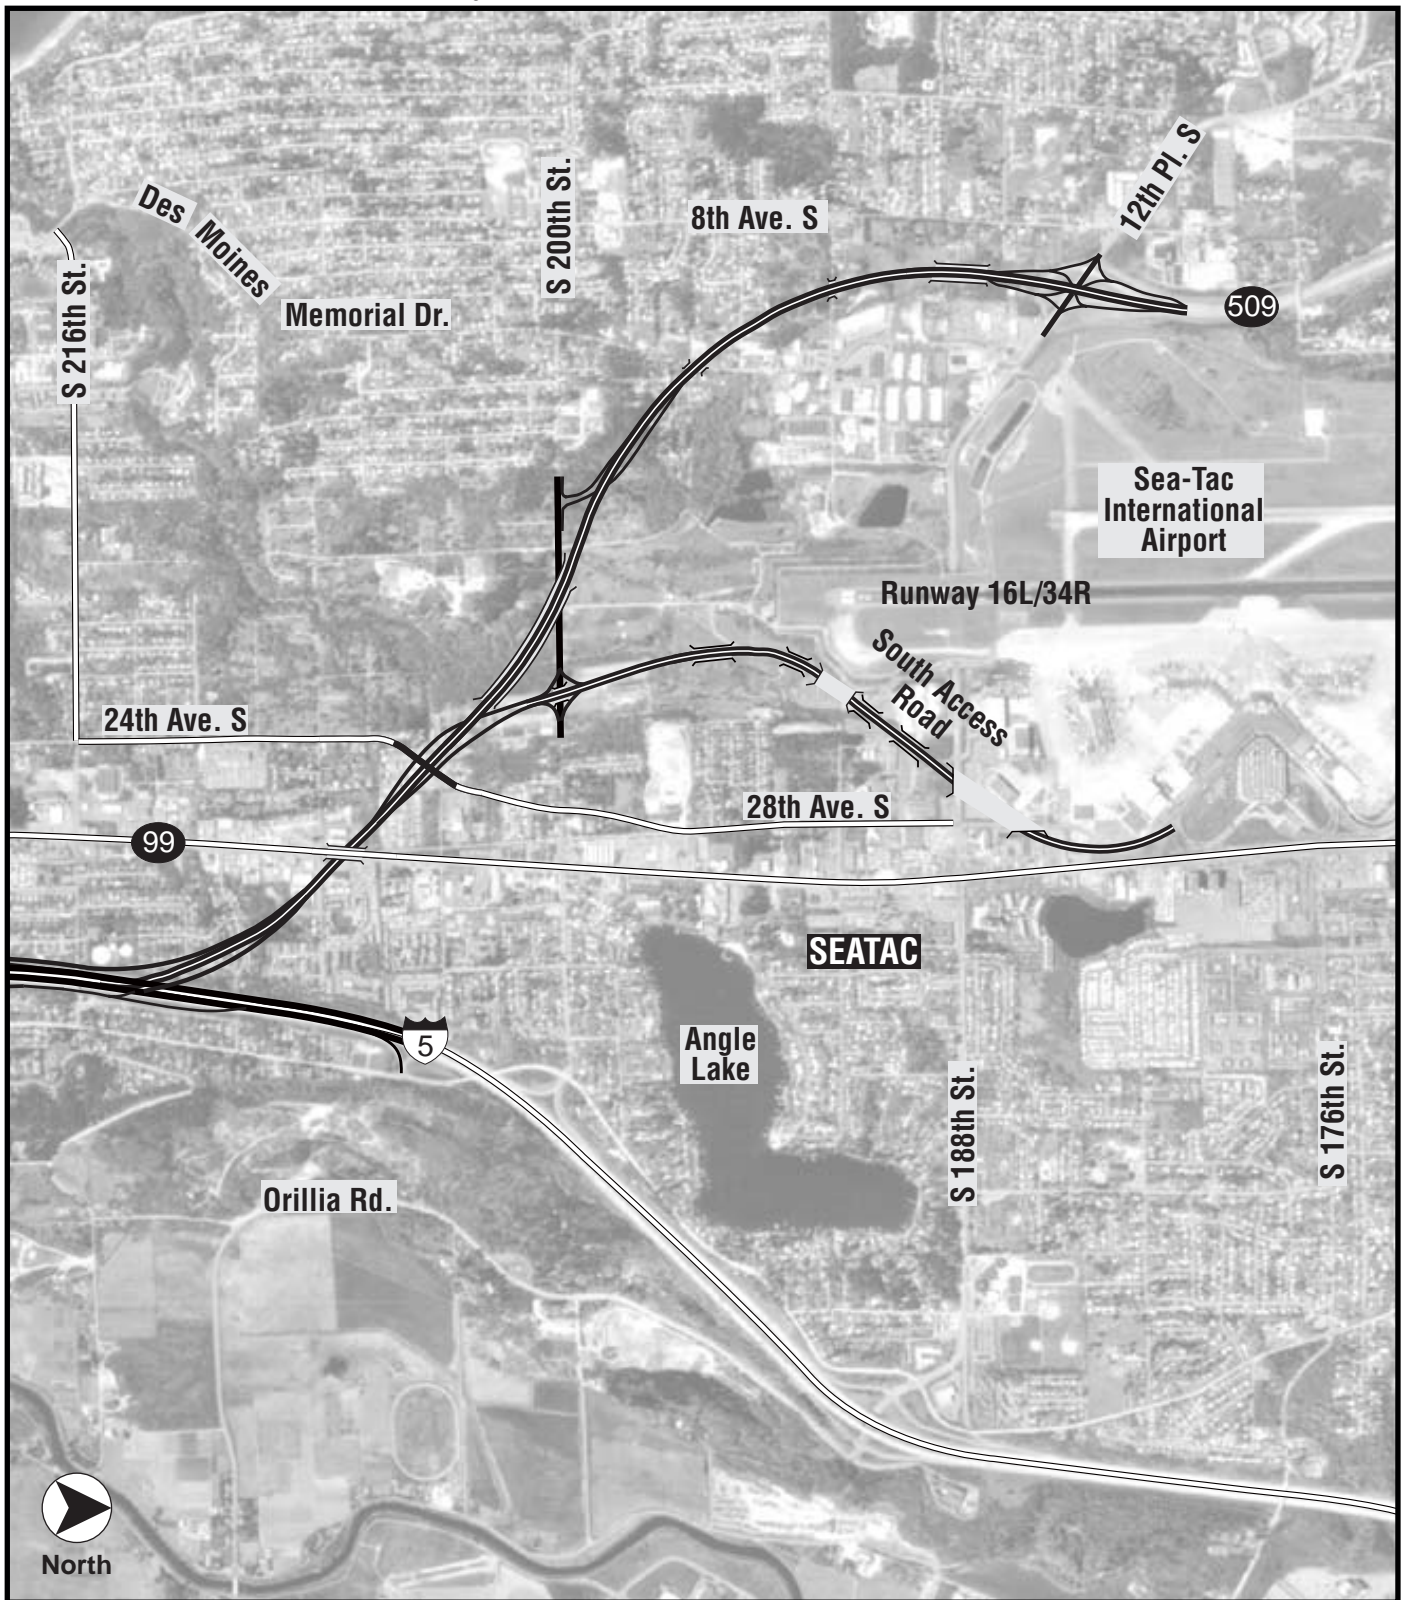 12th Pl. S
Des Moines
Memorial Dr.
S 200th St.
8th Ave. S
S 216th St.
509
Sea-Tac
International
Airport
Runway 16L/34R
South Access
Road
24th Ave. S
28th Ave. S
99
SEATAC
5
Angle
Lake
S 188th St.
S 176th St.
Orillia Rd.
North